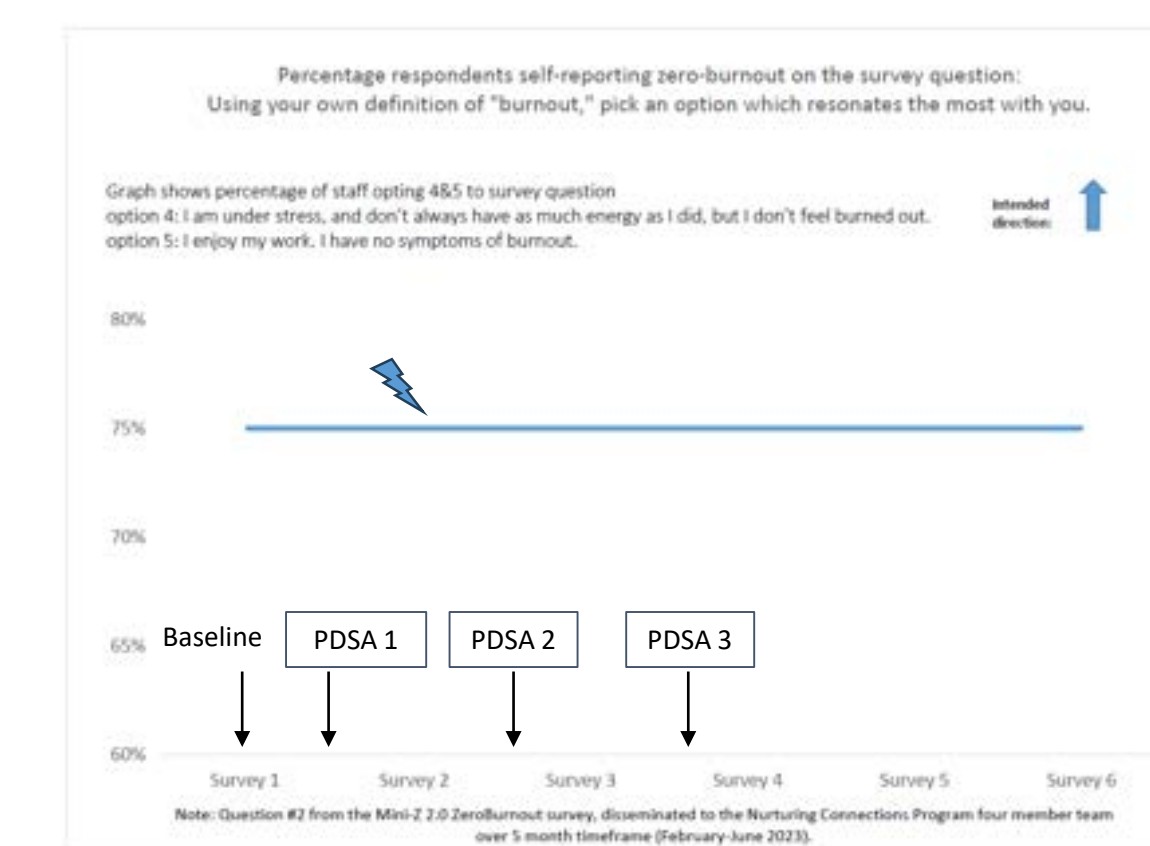 Percentage respondents self-reporting zero-burnout on the survey question:
Using your own definition of "burnout," pick an option which resonates the most with you.
Graph shows percentage of staff opting 4&5 to survey question
option 4: I am under stress, and don't always have as much energy as I did, but I don't feel burned out.
option 5: I enjoy my work. I have no symptoms of burnout.
Intended
direction:
80%
75%
70%
65%
Baseline
PDSA 1
PDSA 2
PDSA 3
60%
Survey 1
Survey 2
Survey 3
Survey 4
Survey 5
Survey 6
Note: Question #2 from the Mini-Z 2.0 ZeroBurnout survey, disseminated to the Nurturing Connections Program four member team
over 5 month timeframe (February-June 2023).